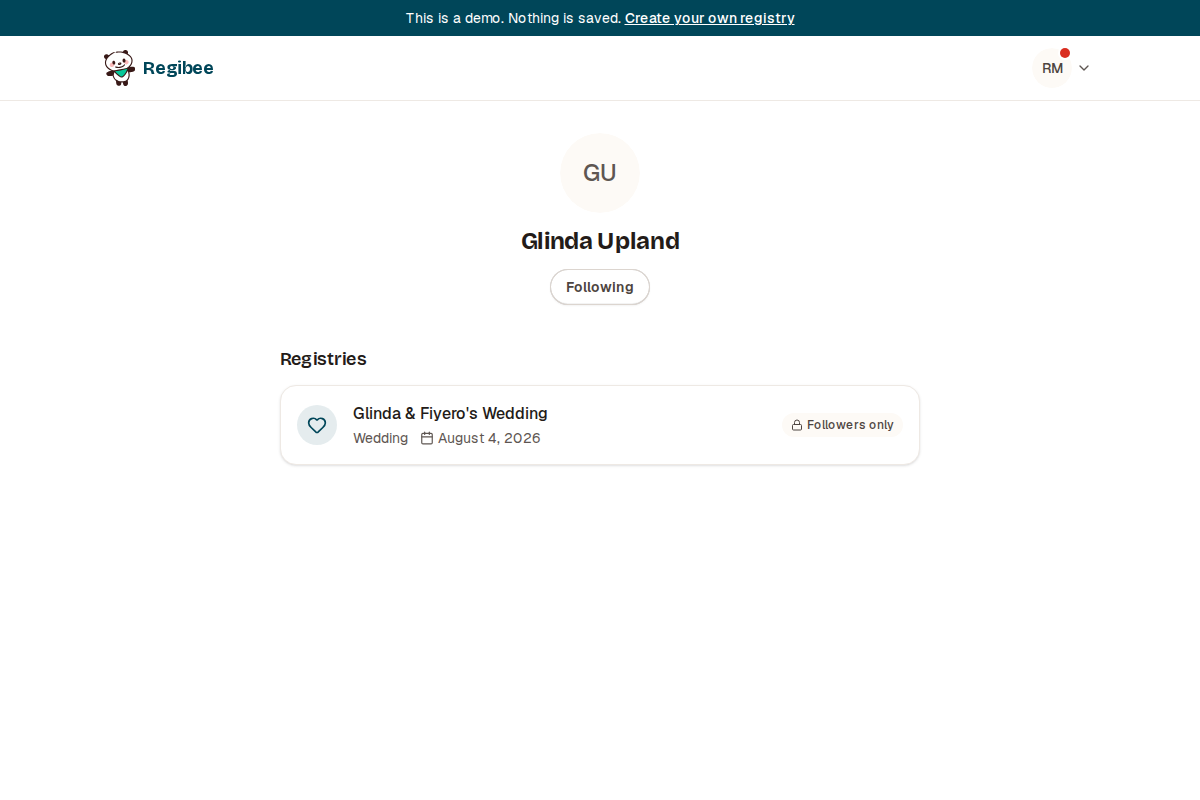 This is a demo. Nothing is saved. Create your own registry
Regibee
RM
GU
Glinda Upland
Following
Registries
Glinda & Fiyero's Wedding
Wedding August 4, 2026
Followers only